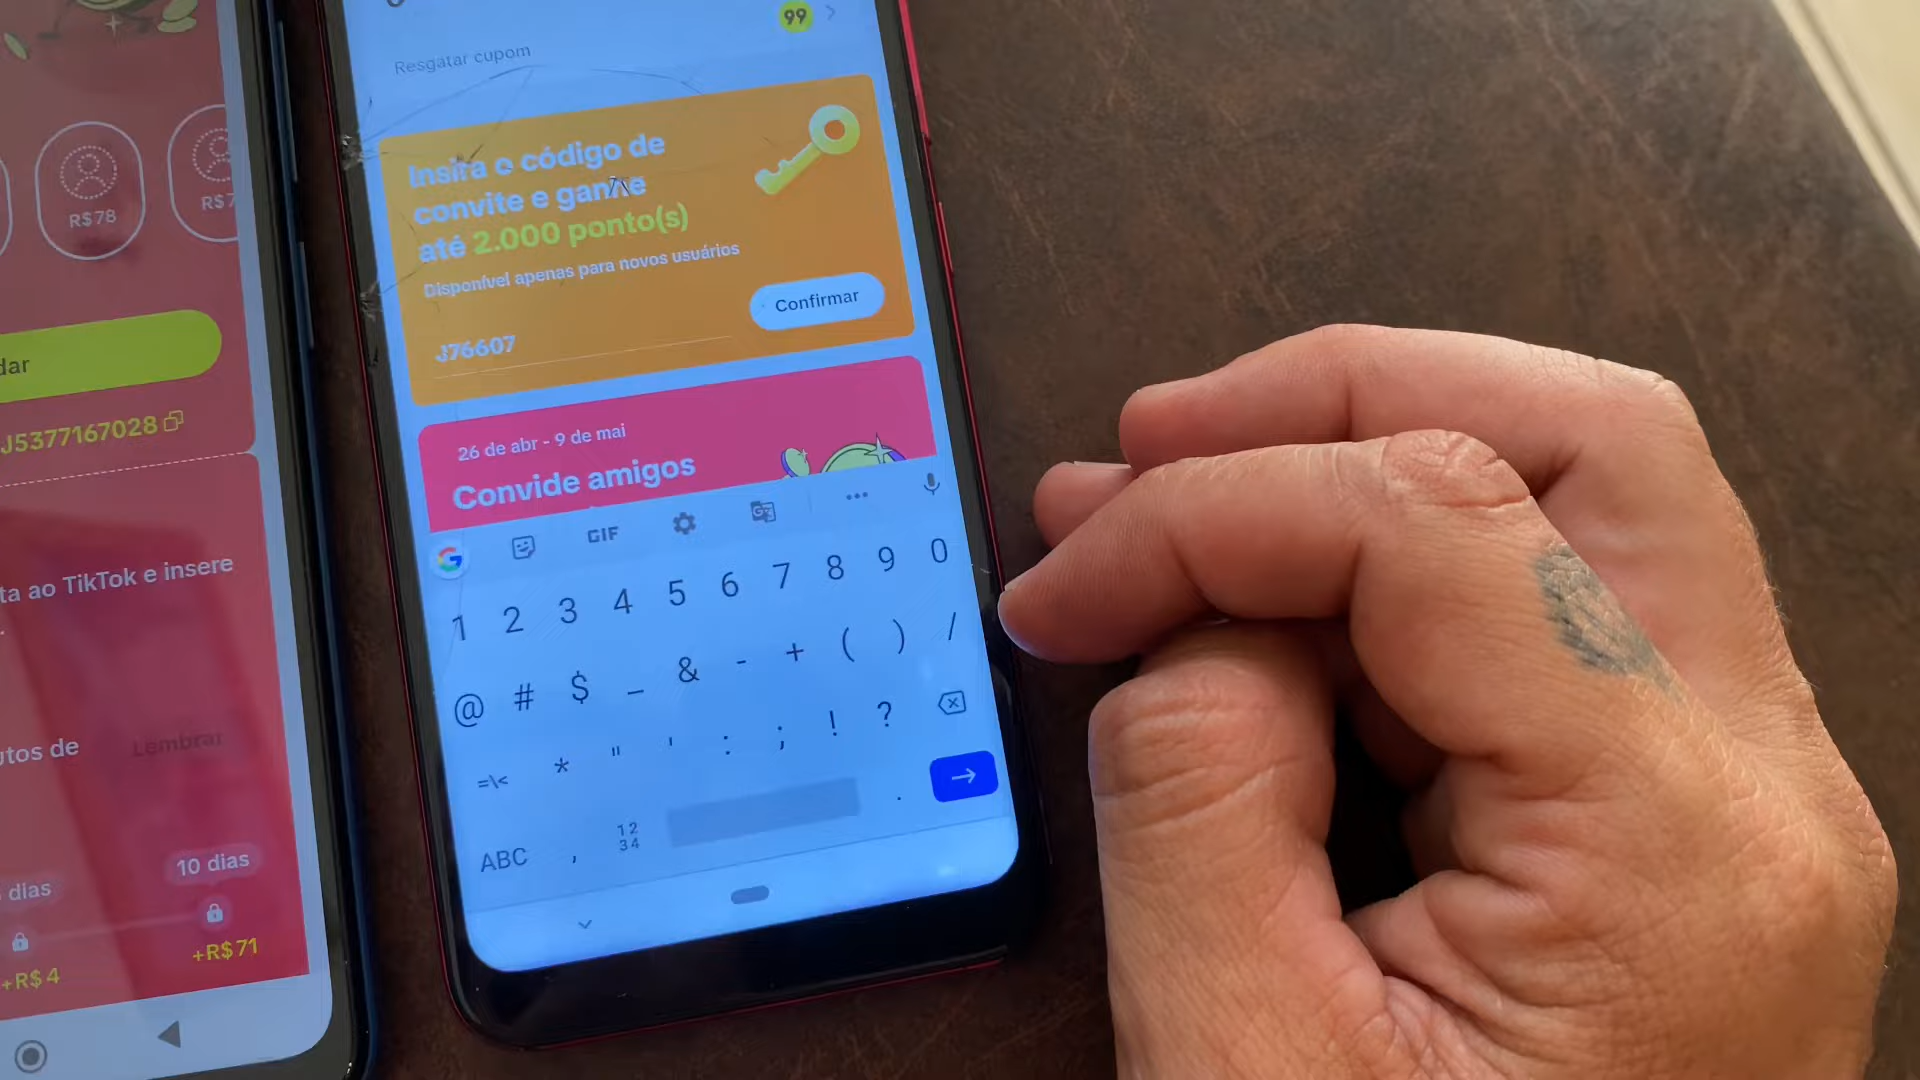 R$78
R$7
dar
J5377167028
ta ao TikTok e insere
utos de
Lembrar
dias
10 dias
+R$4
+R$71
99
Resgatar cupom
Insira o código de
convite e ganhe
até 2.000 ponto(s)
Disponível apenas para novos usuários
Confirmar
J76607
26 de abr - 9 de mai
Convide amigos
GIF
1 2 3 4 5 6 7 8 9 0
@ # $ _ & - + ( ) /
=\< * " ' : ; ! ?
ABC , 12 34 .